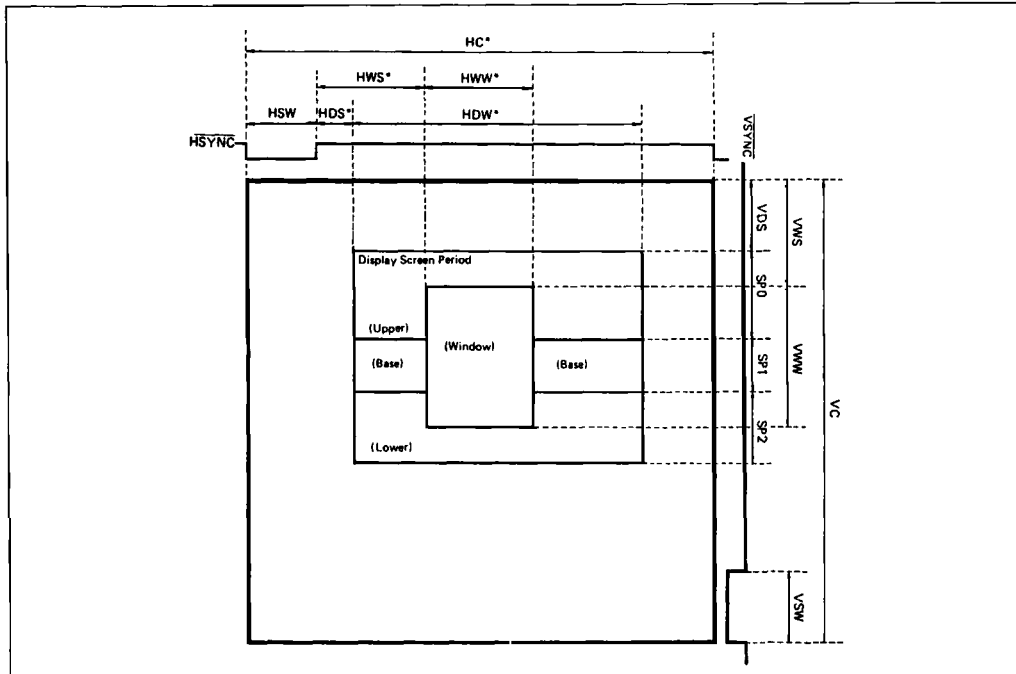 HC*
HWS*
HWW*
HSW
HDS*
HDW*
HSYNC
VSYNC
VDS
VWS
Display Screen Period
SP0
(Upper)
(Window)
(Base)
(Base)
SP1
VWW
VC
(Lower)
SP2
VSW